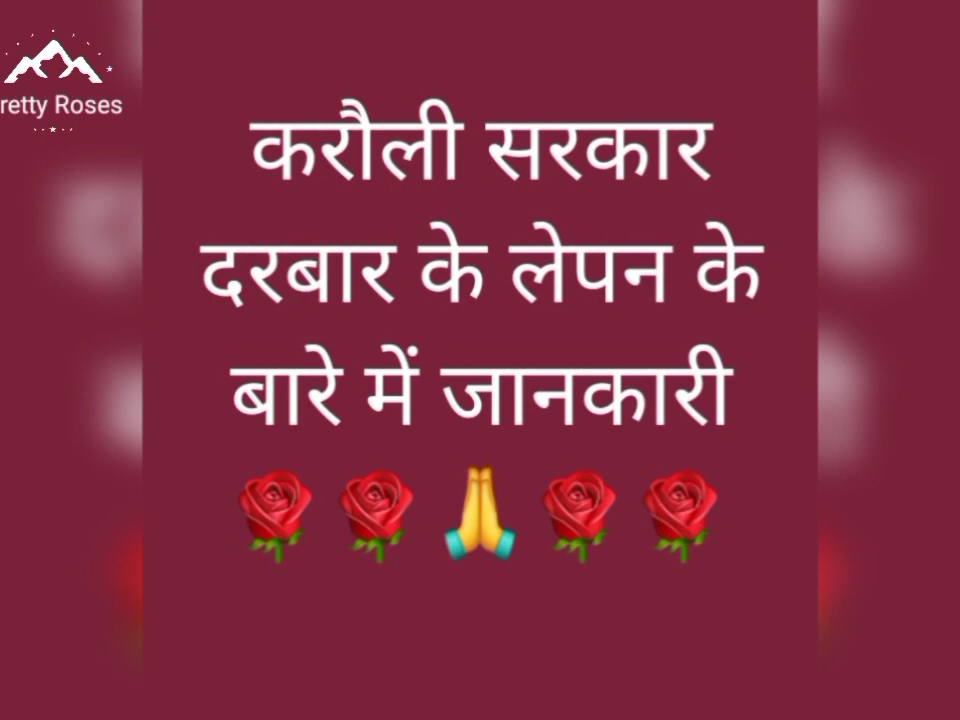 retty Roses
करौली सरकार
दरबार के लेपन के
बारे में जानकारी
🌹🌹🙏🌹🌹